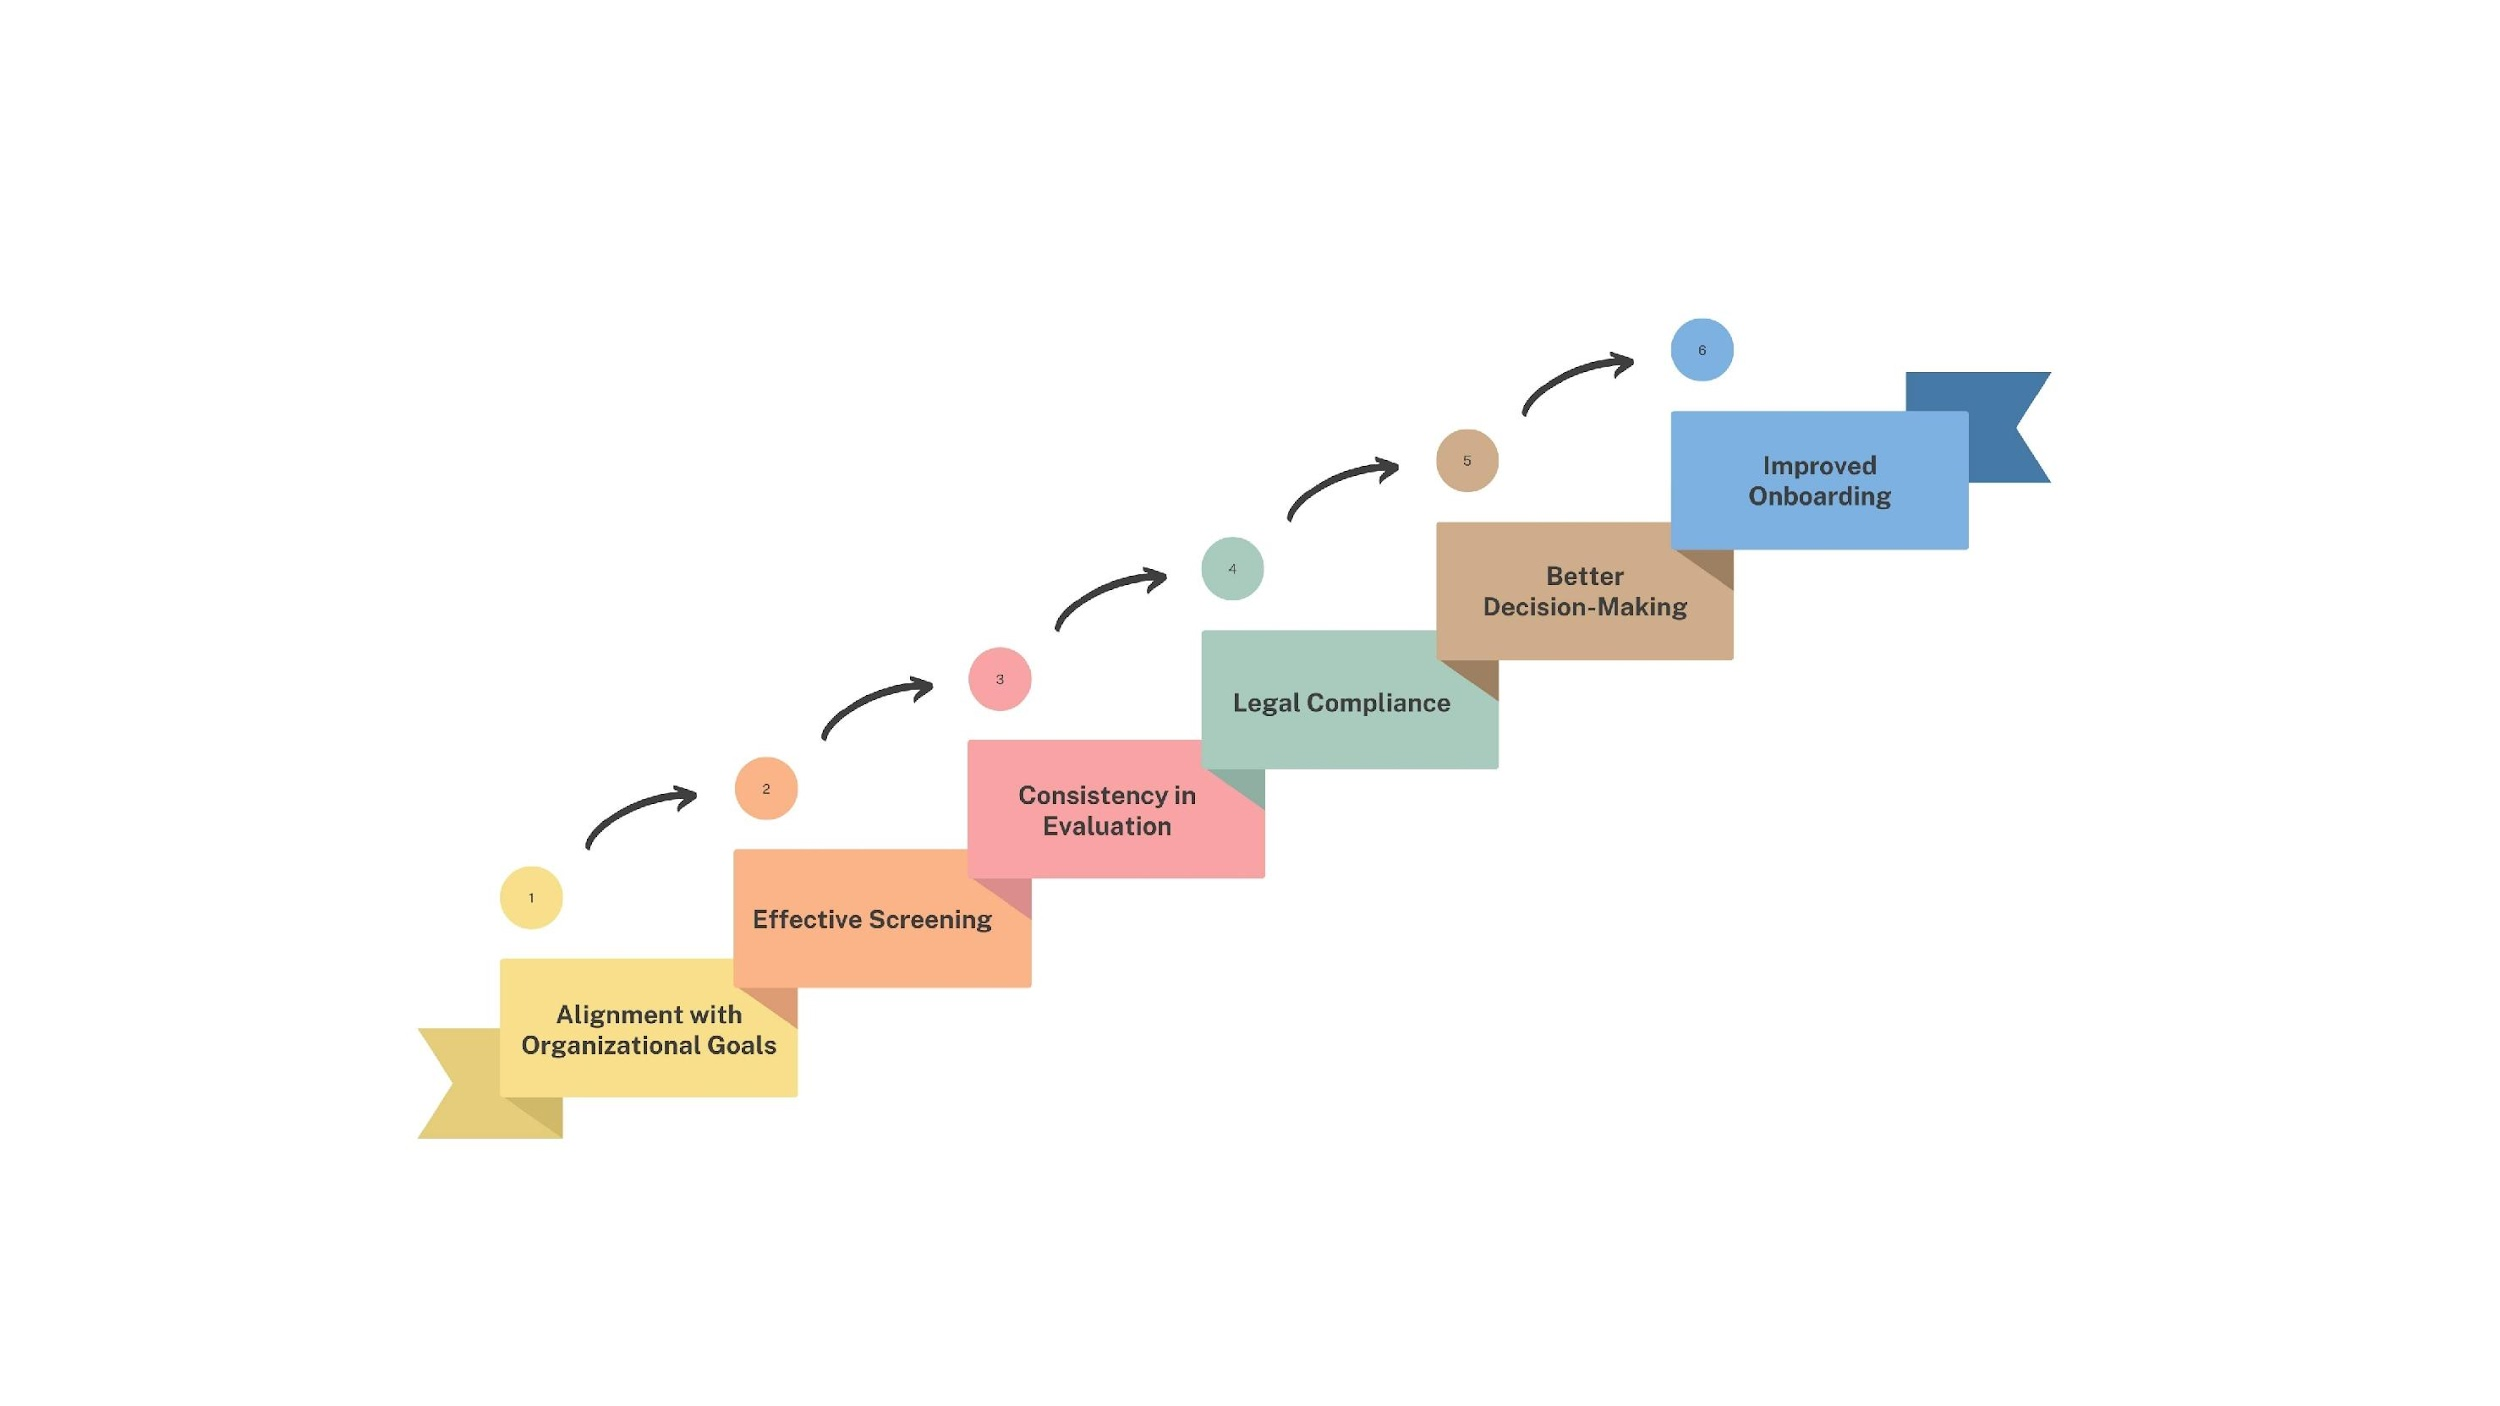 1
Alignment with
Organizational Goals
2
Effective Screening
3
Consistency in
Evaluation
4
Legal Compliance
5
Better
Decision-Making
6
Improved
Onboarding